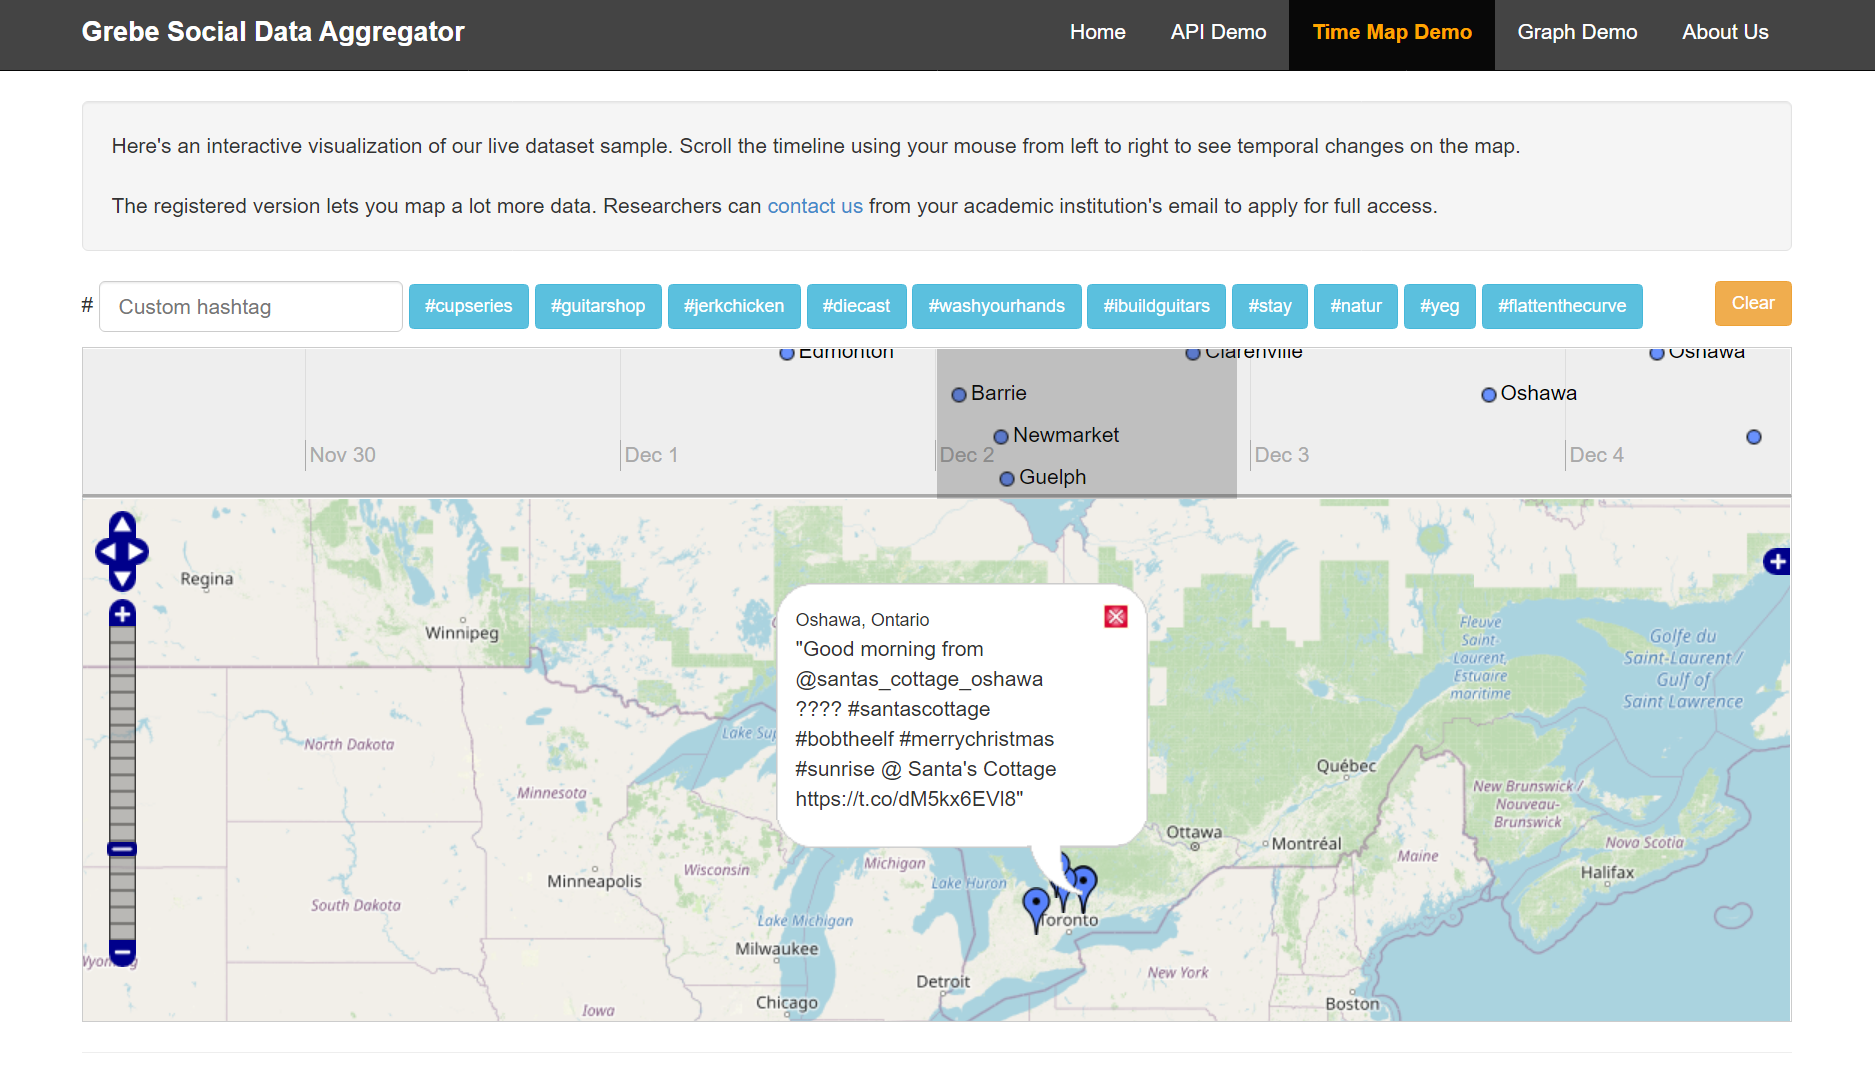 Grebe Social Data Aggregator
Home API Demo Time Map Demo Graph Demo About Us
Here's an interactive visualization of our live dataset sample. Scroll the timeline using your mouse from left to right to see temporal changes on the map.
The registered version lets you map a lot more data. Researchers can contact us from your academic institution's email to apply for full access.
# Custom hashtag #cupseries #guitarshop #jerkchicken #diecast #washyourhands #ibuildguitars #stay #natur #yeg #flattenthecurve Clear
Edmonton Clarenville Oshawa
Barrie Oshawa
Newmarket
Nov 30 Dec 1 Dec 2 Dec 3 Dec 4
Guelph
Regina
Winnipeg
Oshawa, Ontario
"Good morning from
@santas_cottage_oshawa
???? #santascottage
#bobtheelf #merrychristmas
#sunrise @ Santa's Cottage
https://t.co/dM5kx6EVl8"
Fleuve
Saint-
Laurent,
Estuaire
maritime
Golfe du
Saint-Laurent /
Gulf of
Saint Lawrence
North Dakota
Lake Sup
Minnesota
Québec
New Brunswick /
Nouveau-
Brunswick
Ottawa
Montréal
Maine
Nova Scotia
Halifax
Minneapolis
Wisconsin
Michigan
Lake Huron
South Dakota
Lake Michigan
Toronto
Milwaukee
Wyom
Detroit
New York
Chicago
Boston
Iowa